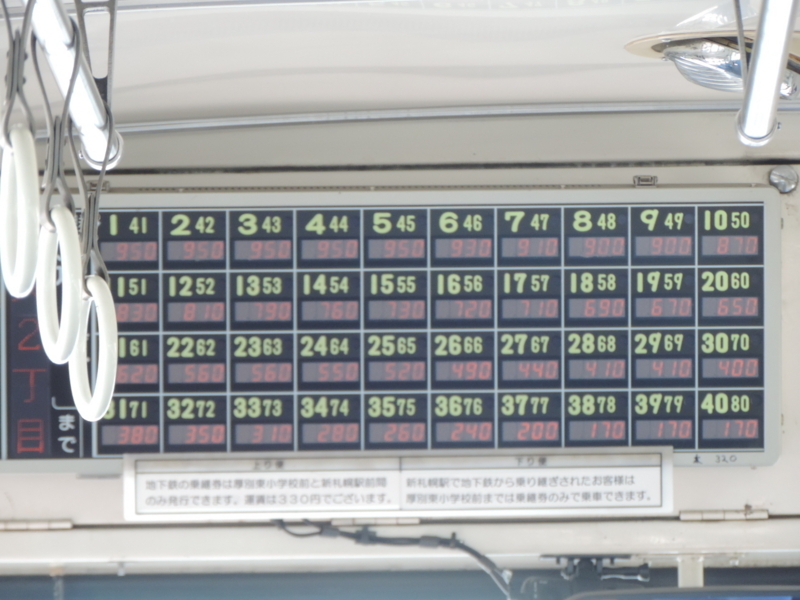 1 41 2 42 3 43 4 44 5 45 6 46 7 47 8 48 9 49 10 50
950 950 950 950 950 930 910 900 900 870
51 12 52 13 53 14 54 15 55 16 56 17 57 18 58 19 59 20 60
830 810 790 760 730 720 710 690 670 650
61 22 62 23 63 24 64 25 65 26 66 27 67 28 68 29 69 30 70
620 560 560 550 520 490 440 410 410 400
71 32 72 33 73 34 74 35 75 36 76 37 77 38 78 39 79 40 80
380 350 310 280 260 240 200 170 170 170
2丁目
」まで
320
上り便
地下鉄の乗継券は厚別東小学校前と新札幌駅前間
のみ発行できます。運賃は330円でございます。
下り便
新札幌駅で地下鉄から乗り継ぎされたお客様は
厚別東小学校前までは乗継券のみで乗車できます。